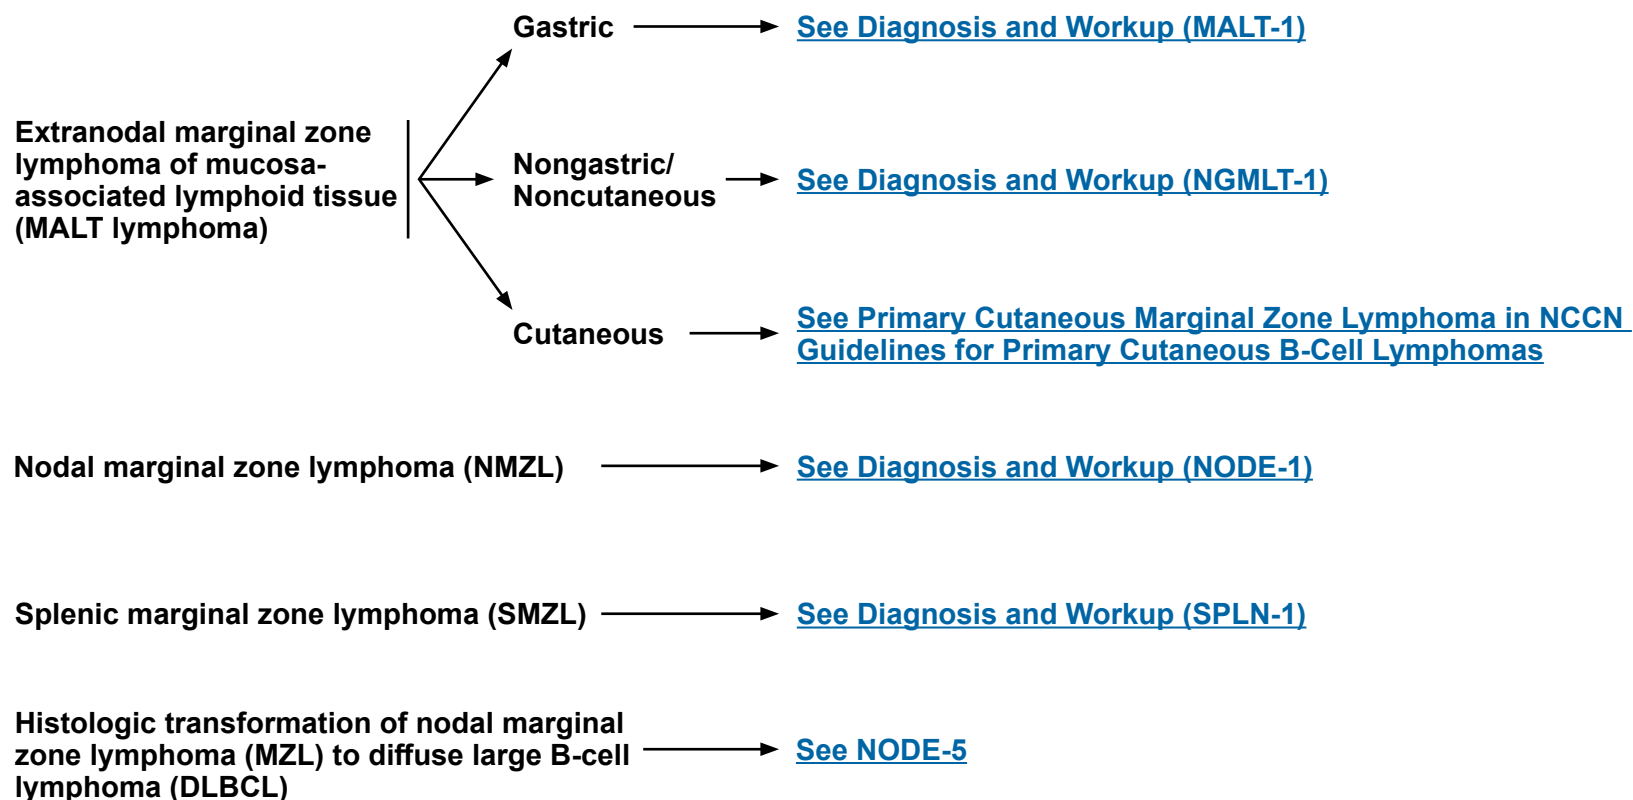 Gastric
See Diagnosis and Workup (MALT-1)
Extranodal marginal zone
lymphoma of mucosa-
associated lymphoid tissue
(MALT lymphoma)
Nongastric/
Noncutaneous
See Diagnosis and Workup (NGMLT-1)
Cutaneous
See Primary Cutaneous Marginal Zone Lymphoma in NCCN
Guidelines for Primary Cutaneous B-Cell Lymphomas
Nodal marginal zone lymphoma (NMZL)
See Diagnosis and Workup (NODE-1)
Splenic marginal zone lymphoma (SMZL)
See Diagnosis and Workup (SPLN-1)
Histologic transformation of nodal marginal
zone lymphoma (MZL) to diffuse large B-cell
lymphoma (DLBCL)
See NODE-5